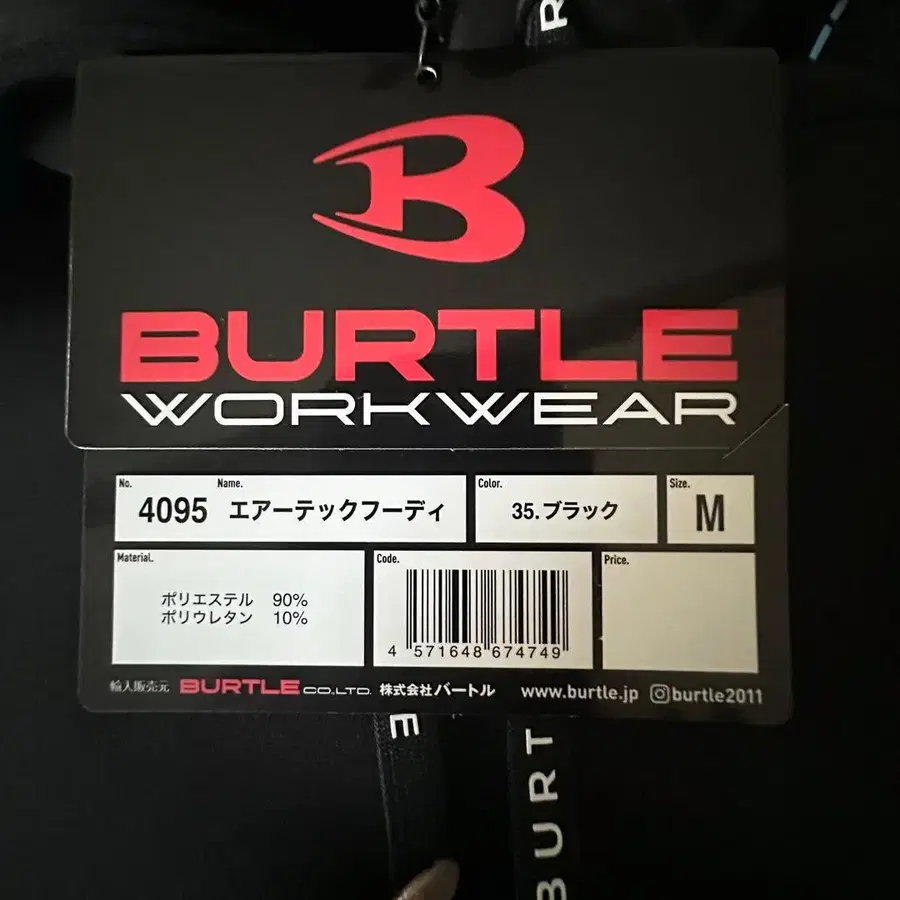 R
B
BURTLE
WORKWEAR
No.
Name.
4095 エアーテックフーディ
Color.
35.ブラック
Size.
M
Material.
ポリエステル 90%
ポリウレタン 10%
Code.
4 571648 674749
Price.
輸入販売元 BURTLE CO.LTD. 株式会社バートル www.burtle.jp burtle2011
E
BURT